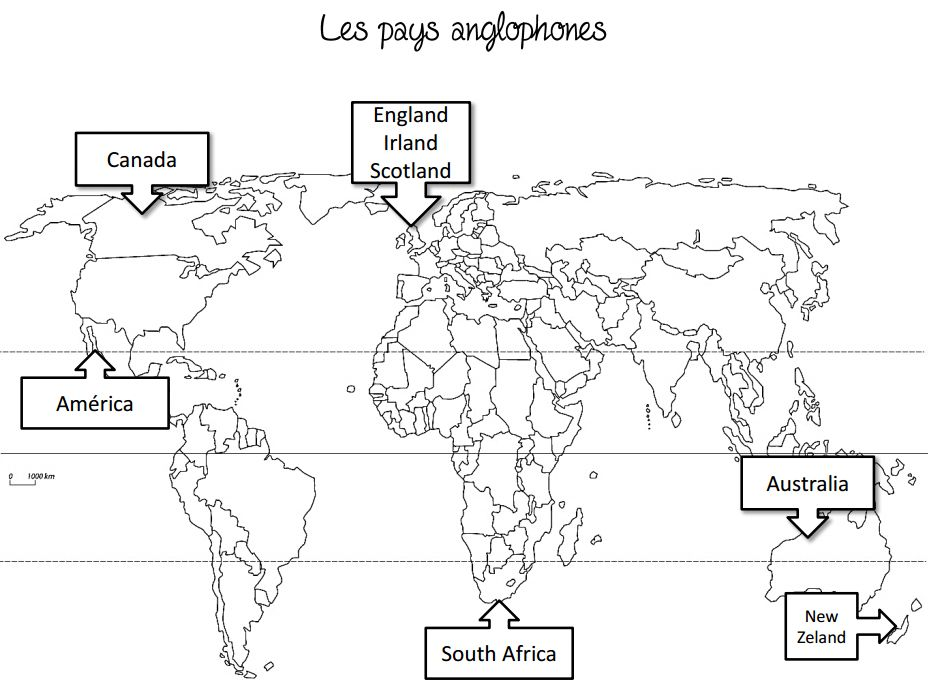 Les pays anglophones
England
Irland
Scotland
Canada
América
0 1000 km
Australia
New
Zeland
South Africa